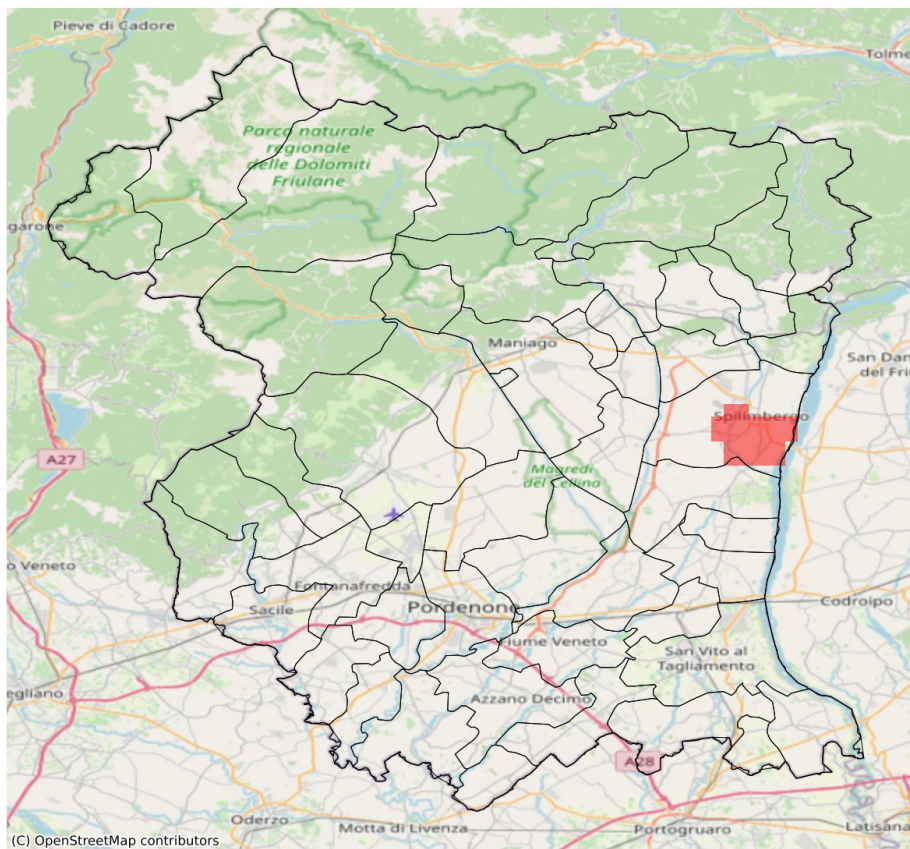 Pieve di Cadore
Tolme
Parco naturale
regionale
delle Dolomiti
Friulane
garone
Maniago
San Dan
del Friu
Spilimbergo
A27
Magredi
del Cellina
o Veneto
Fontanafredda
Sacile
Pordenone
Codroipo
Fiume Veneto
San Vito al
Tagliamento
egliano
Azzano Decimo
A28
Oderzo
Motta di Livenza
Portogruaro
Latisana
(C) OpenStreetMap contributors